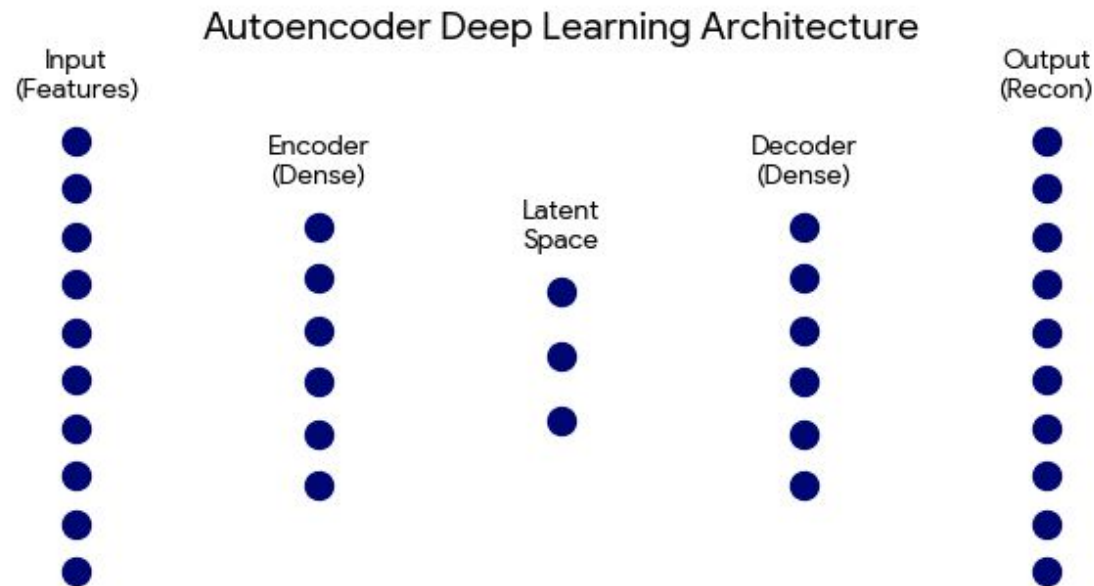 Autoencoder Deep Learning Architecture
Input
(Features)
Encoder
(Dense)
Latent
Space
Decoder
(Dense)
Output
(Recon)